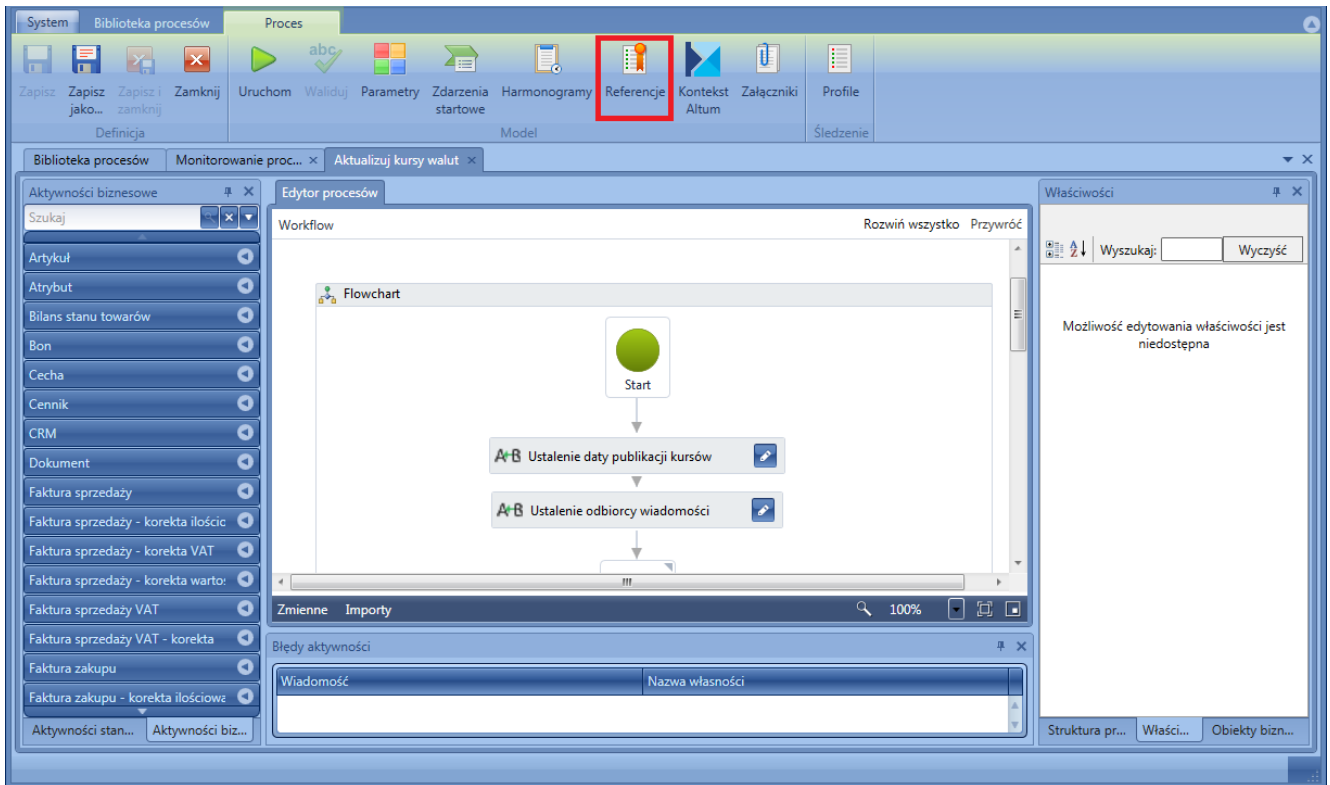 System Biblioteka procesów Proces
abc
Zapisz Zapisz jako... Zapisz i zamknij Zamknij
Uruchom Waliduj Parametry Zdarzenia startowe Harmonogramy Referencje Kontekst Altum Załączniki
Profile
Definicja Model Śledzenie
Biblioteka procesów Monitorowanie proc... Aktualizuj kursy walut
Aktywności biznesowe
Szukaj
Artykuł
Atrybut
Bilans stanu towarów
Bon
Cecha
Cennik
CRM
Dokument
Faktura sprzedaży
Faktura sprzedaży - korekta ilośc
Faktura sprzedaży - korekta VAT
Faktura sprzedaży - korekta warto
Faktura sprzedaży VAT
Faktura sprzedaży VAT - korekta
Faktura zakupu
Faktura zakupu - korekta ilościowa
Aktywności stan... Aktywności biz...
Edytor procesów
Workflow Rozwiń wszystko Przywróć
Flowchart
Start
A+B Ustalenie daty publikacji kursów
A+B Ustalenie odbiorcy wiadomości
Zmienne Importy 100%
Błędy aktywności
Wiadomość Nazwa własności
Właściwości
Wyszukaj: Wyczyść
Możliwość edytowania właściwości jest
niedostępna
Struktura pr... Właści... Obiekty bizn...